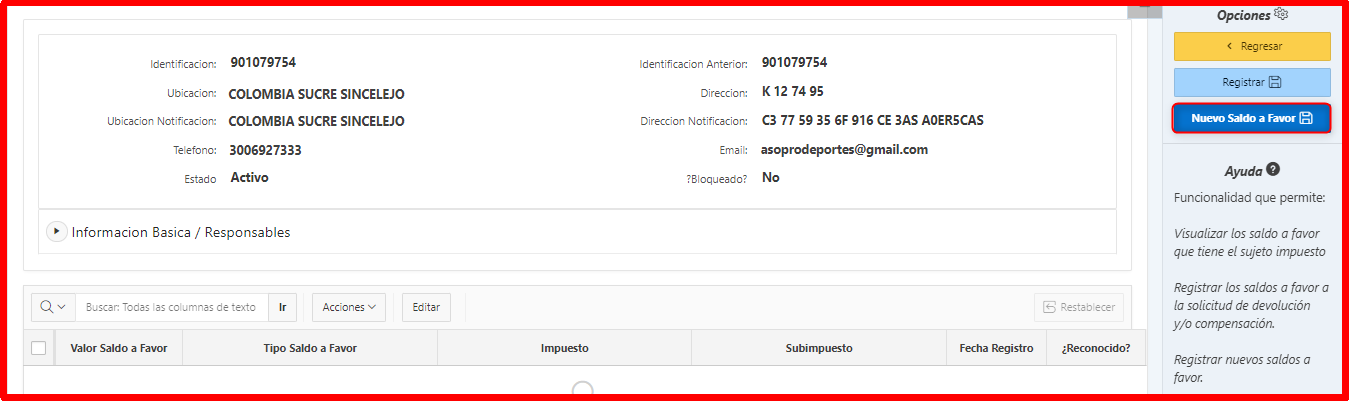 Identificacion: 901079754
Identificacion Anterior: 901079754
Ubicacion: COLOMBIA SUCRE SINCELEJO
Direccion: K 12 74 95
Ubicacion Notificacion: COLOMBIA SUCRE SINCELEJO
Direccion Notificacion: C3 77 59 35 6F 916 CE 3AS A0ER5CAS
Telefono: 3006927333
Email: asoprodeportes@gmail.com
Estado Activo
?Bloqueado? No
Informacion Basica / Responsables
Buscar: Todas las columnas de texto Ir Acciones Editar Restablecer
Valor Saldo a Favor Tipo Saldo a Favor Impuesto Subimpuesto Fecha Registro ¿Reconocido?
Opciones
Regresar
Registrar
Nuevo Saldo a Favor
Ayuda
Funcionalidad que permite:
Visualizar los saldo a favor
que tiene el sujeto impuesto
Registrar los saldos a favor a
la solicitud de devolución
y/o compensación.
Registrar nuevos saldos a
favor.